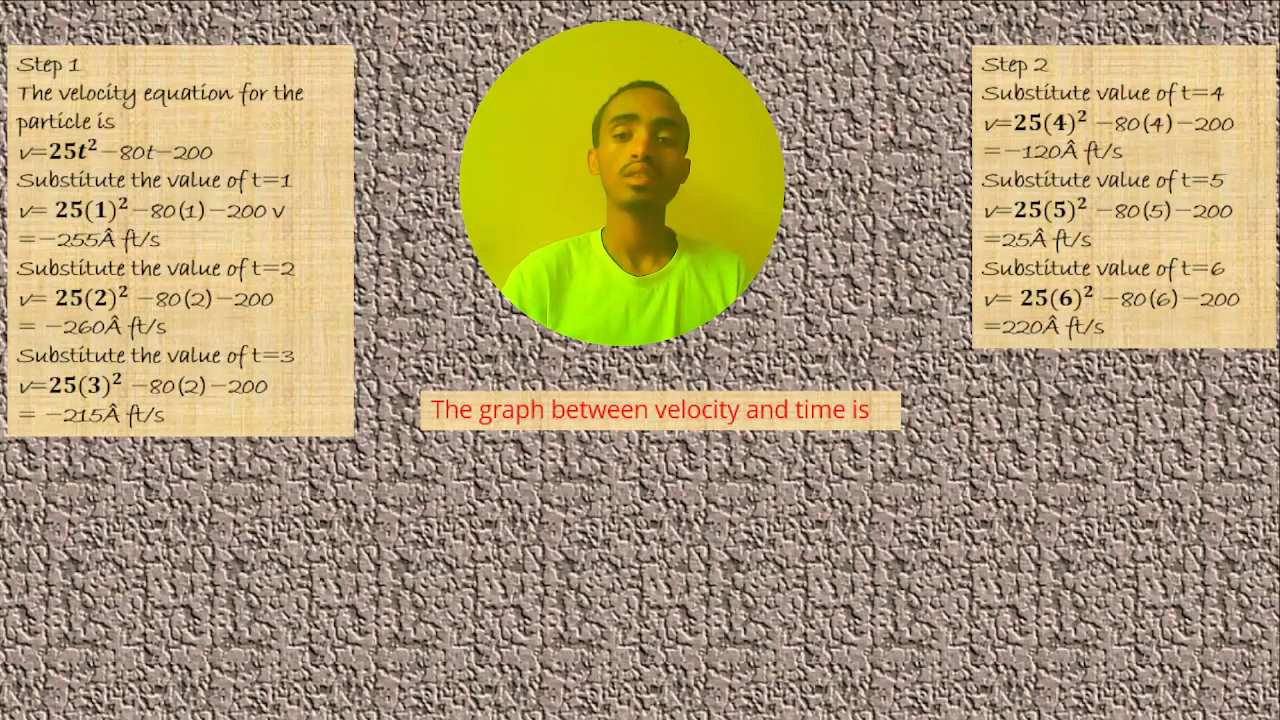 Step 1
The velocity equation for the
particle is
v=25t² −80t−200
Substitute the value of t=1
v= 25(1)² −80(1)−200 v
=−255Â ft/s
Substitute the value of t=2
v= 25(2)² −80(2)−200
= −260Â ft/s
Substitute the value of t=3
v=25(3)² −80(2)−200
= −215Â ft/s
The graph between velocity and time is
Step 2
Substitute value of t=4
v=25(4)² −80(4)−200
=−120Â ft/s
Substitute value of t=5
v=25(5)² −80(5)−200
=25Â ft/s
Substitute value of t=6
v= 25(6)² −80(6)−200
=220Â ft/s